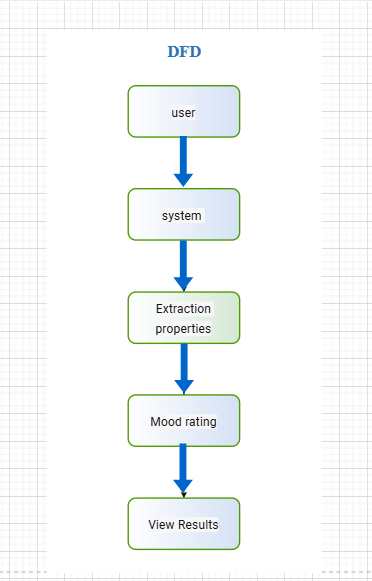 DFD
user
system
Extraction
properties
Mood rating
View Results